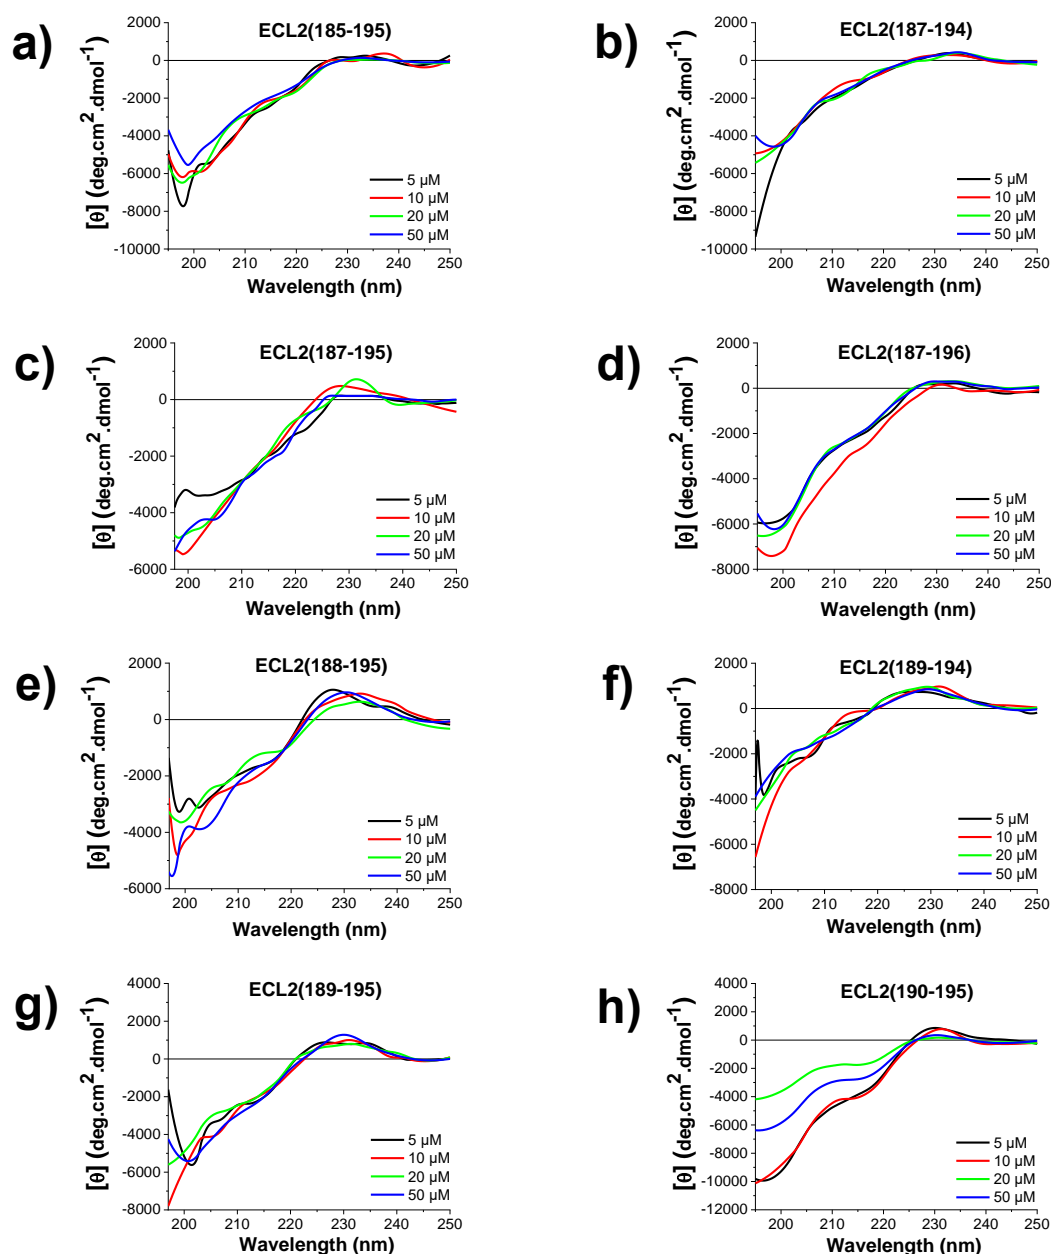 a)
ECL2(185-195)
[θ] (deg.cm².dmol⁻¹)
2000
0
-2000
-4000
-6000
-8000
-10000
5 µM
10 µM
20 µM
50 µM
200 210 220 230 240 250
Wavelength (nm)
b)
ECL2(187-194)
[θ] (deg.cm².dmol⁻¹)
2000
0
-2000
-4000
-6000
-8000
-10000
5 µM
10 µM
20 µM
50 µM
200 210 220 230 240 250
Wavelength (nm)
c)
ECL2(187-195)
[θ] (deg.cm².dmol⁻¹)
2000
0
-2000
-4000
-6000
5 µM
10 µM
20 µM
50 µM
200 210 220 230 240 250
Wavelength (nm)
d)
ECL2(187-196)
[θ] (deg.cm².dmol⁻¹)
2000
0
-2000
-4000
-6000
-8000
5 µM
10 µM
20 µM
50 µM
200 210 220 230 240 250
Wavelength (nm)
e)
ECL2(188-195)
[θ] (deg.cm².dmol⁻¹)
2000
0
-2000
-4000
-6000
5 µM
10 µM
20 µM
50 µM
200 210 220 230 240 250
Wavelength (nm)
f)
ECL2(189-194)
[θ] (deg.cm².dmol⁻¹)
2000
0
-2000
-4000
-6000
-8000
5 µM
10 µM
20 µM
50 µM
200 210 220 230 240 250
Wavelength (nm)
g)
ECL2(189-195)
[θ] (deg.cm².dmol⁻¹)
4000
2000
0
-2000
-4000
-6000
-8000
5 µM
10 µM
20 µM
50 µM
200 210 220 230 240 250
Wavelength (nm)
h)
ECL2(190-195)
[θ] (deg.cm².dmol⁻¹)
4000
2000
0
-2000
-4000
-6000
-8000
-10000
-12000
5 µM
10 µM
20 µM
50 µM
200 210 220 230 240 250
Wavelength (nm)